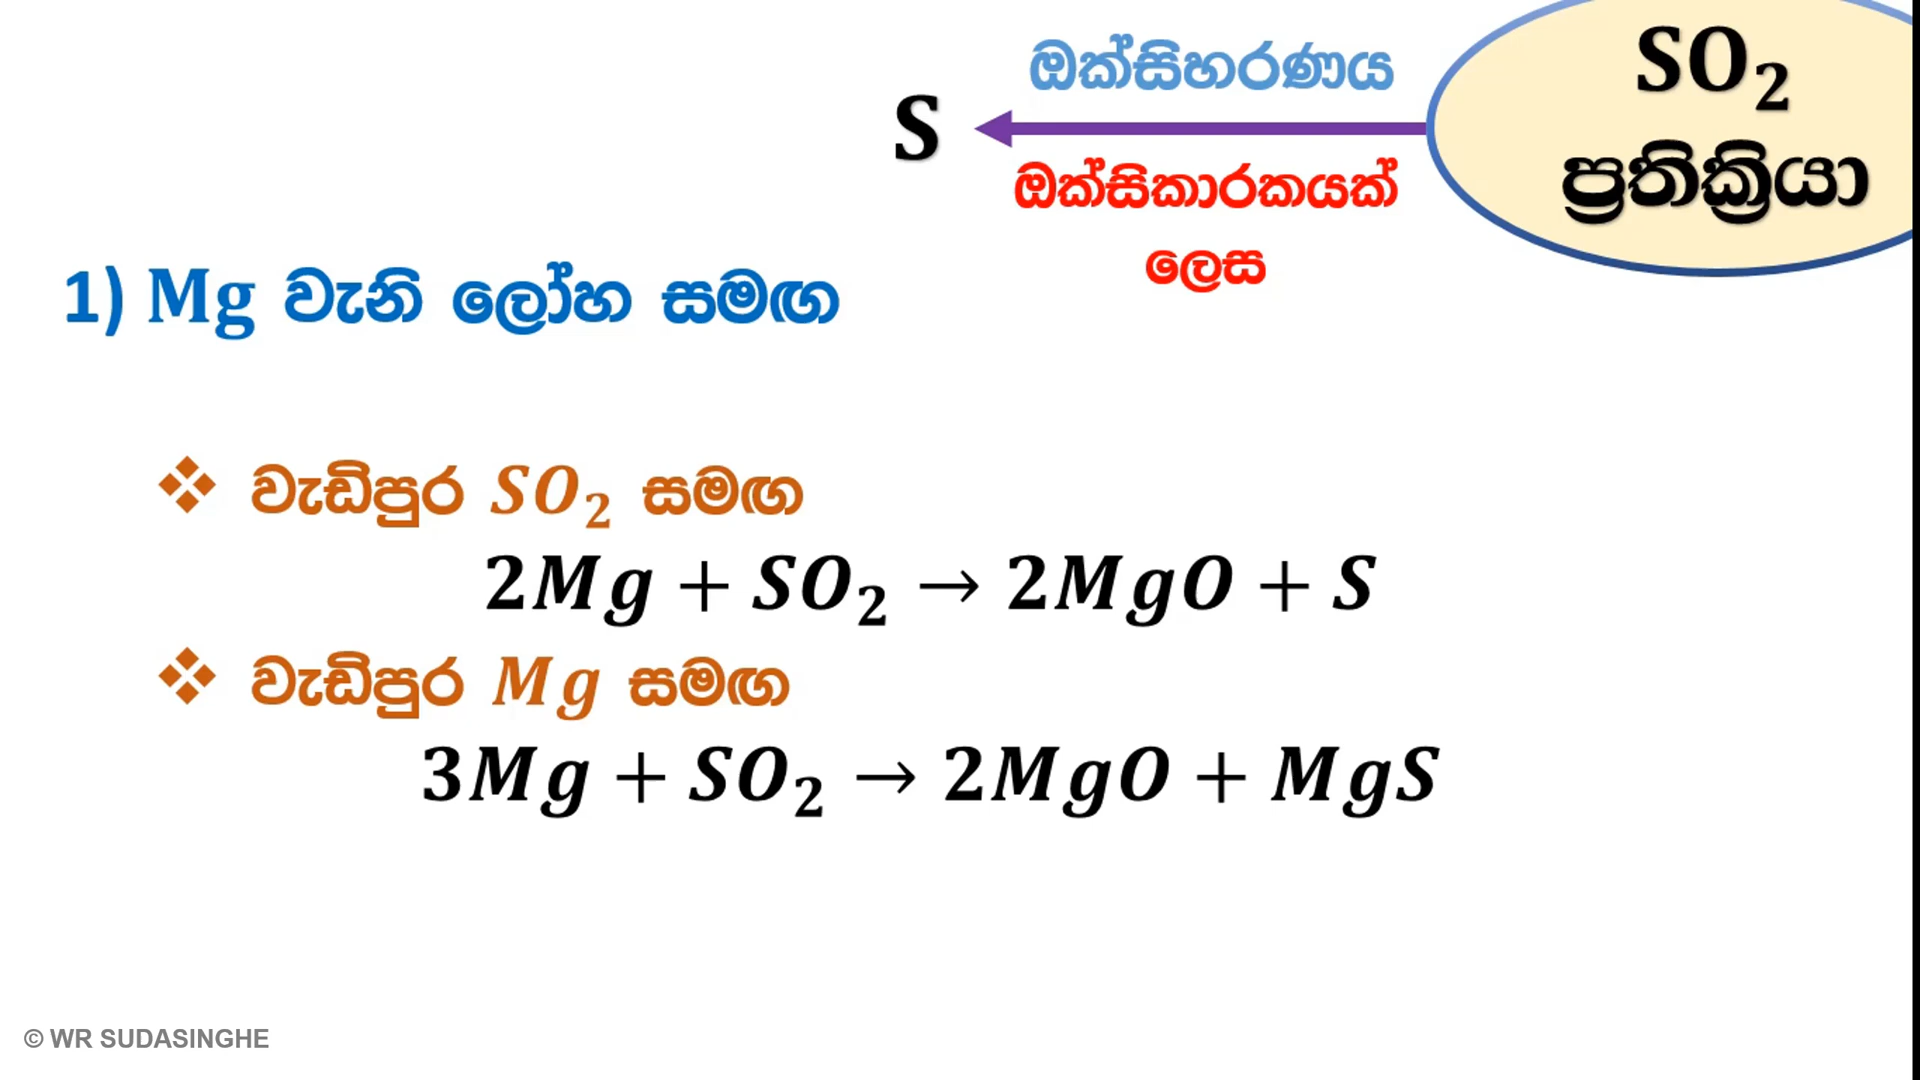 SO₂
ප්‍රතික්‍රියා
ඔක්සිහරණය
S
ඔක්සිකාරකයක්
ලෙස
1) Mg වැනි ලෝහ සමඟ
❖ වැඩිපුර SO₂ සමඟ
2Mg + SO₂ → 2MgO + S
❖ වැඩිපුර Mg සමඟ
3Mg + SO₂ → 2MgO + MgS
© WR SUDASINGHE